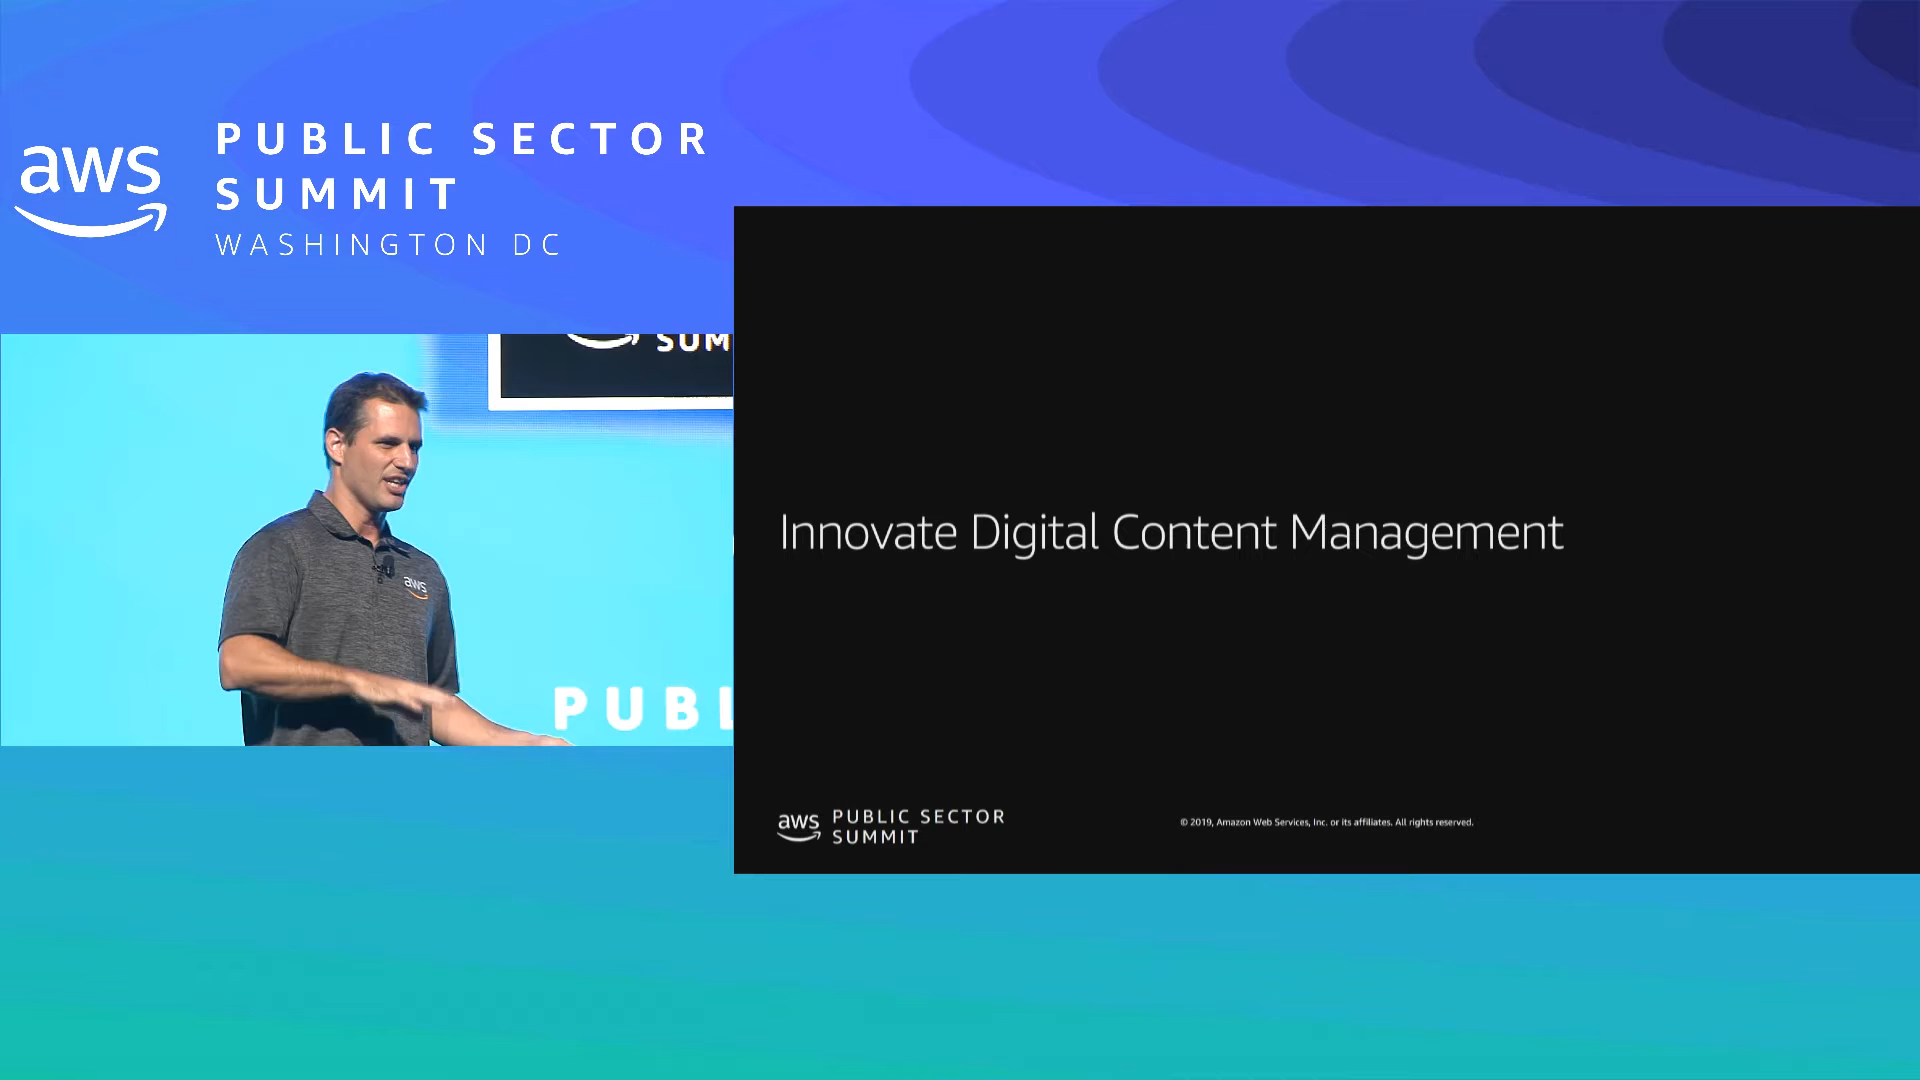 aws
PUBLIC SECTOR
SUMMIT
WASHINGTON DC
SUM
aws
PUBL
Innovate Digital Content Management
aws
PUBLIC SECTOR
SUMMIT
© 2019, Amazon Web Services, Inc. or its affiliates. All rights reserved.